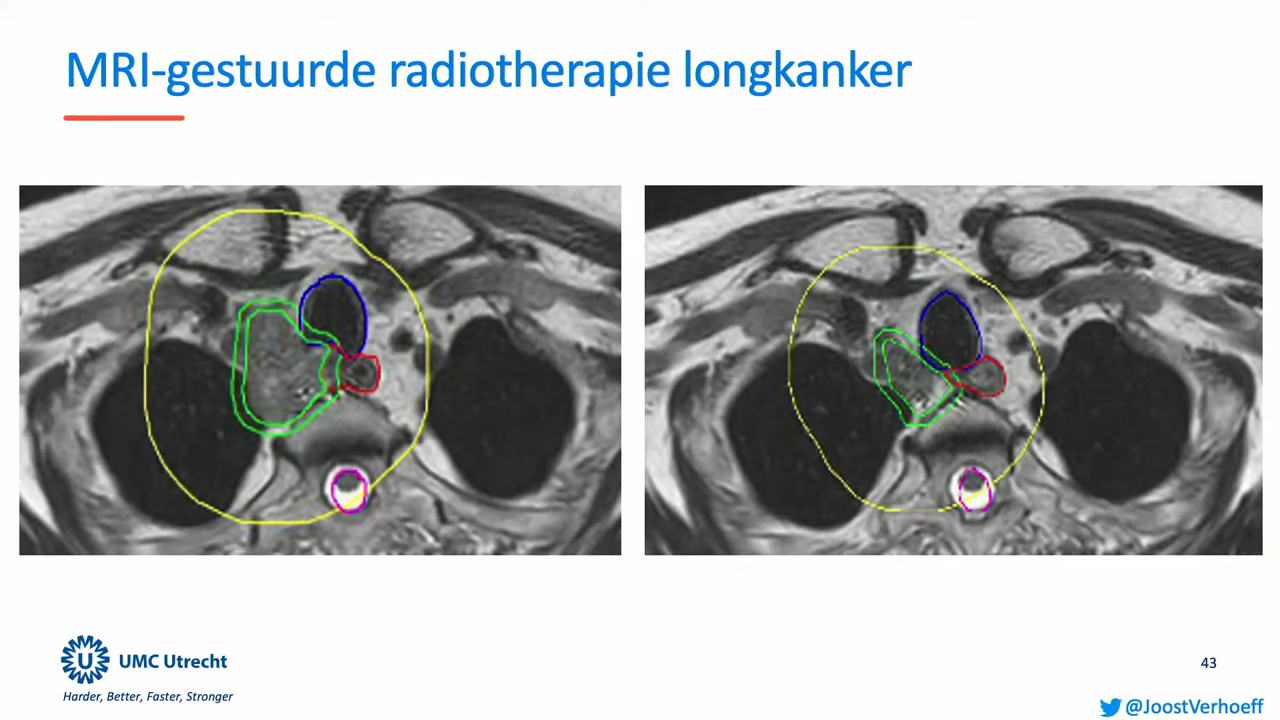 MRI-gestuurde radiotherapie longkanker
UMC Utrecht
Harder, Better, Faster, Stronger
43
@JoostVerhoeff